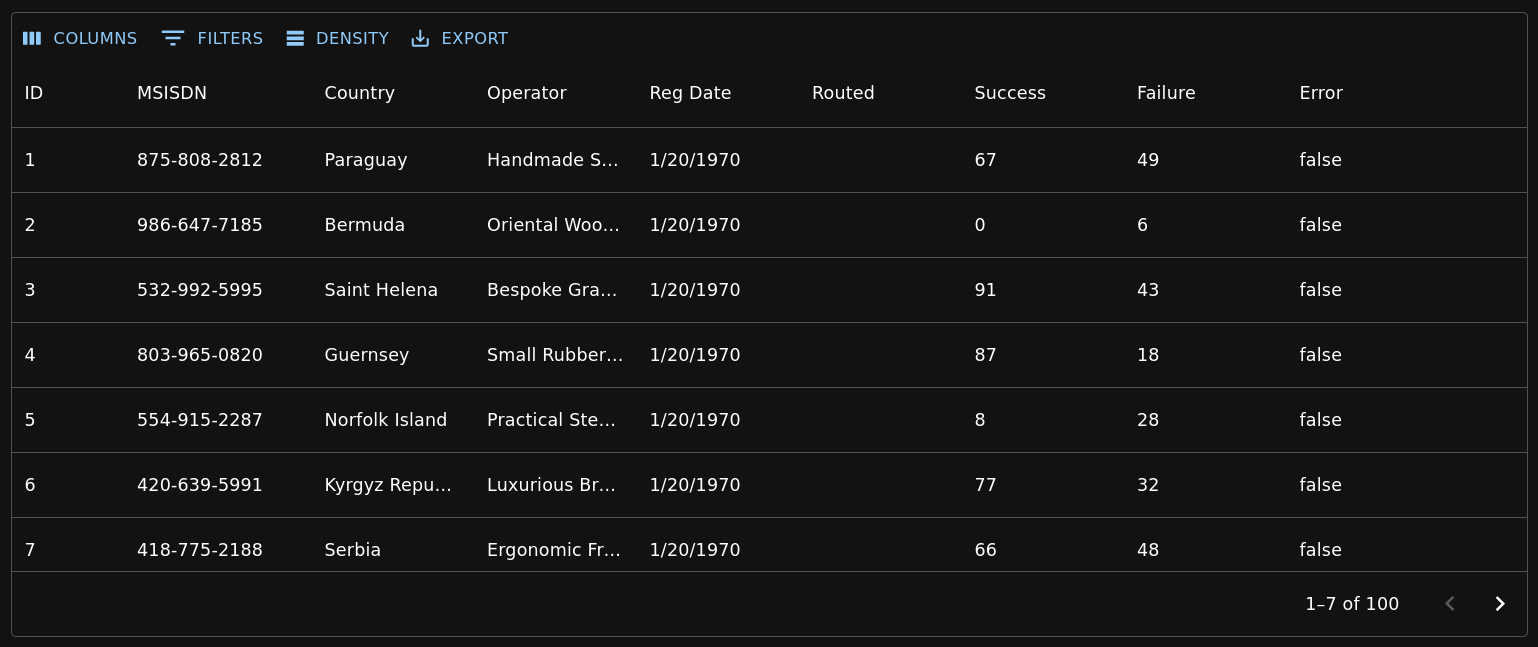 COLUMNS FILTERS DENSITY EXPORT
ID MSISDN Country Operator Reg Date Routed Success Failure Error
1 875-808-2812 Paraguay Handmade S... 1/20/1970 67 49 false
2 986-647-7185 Bermuda Oriental Woo... 1/20/1970 0 6 false
3 532-992-5995 Saint Helena Bespoke Gra... 1/20/1970 91 43 false
4 803-965-0820 Guernsey Small Rubber... 1/20/1970 87 18 false
5 554-915-2287 Norfolk Island Practical Ste... 1/20/1970 8 28 false
6 420-639-5991 Kyrgyz Repu... Luxurious Br... 1/20/1970 77 32 false
7 418-775-2188 Serbia Ergonomic Fr... 1/20/1970 66 48 false
1–7 of 100